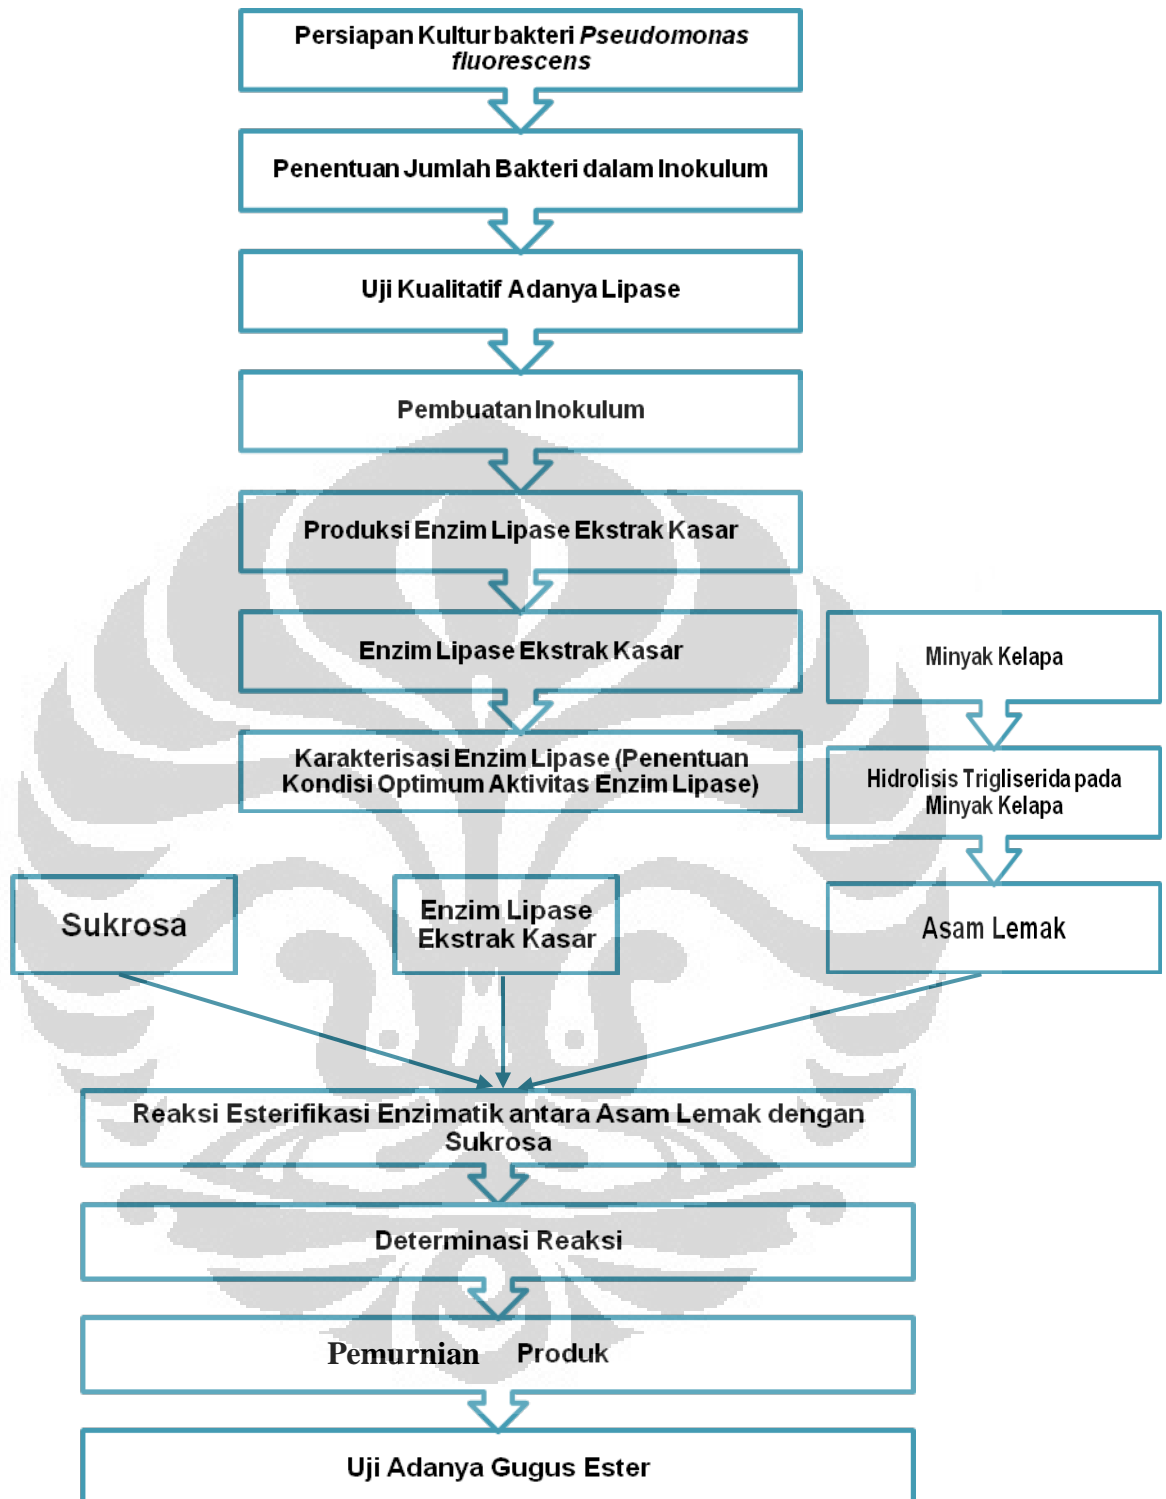 Persiapan Kultur bakteri Pseudomonas
fluorescens
Penentuan Jumlah Bakteri dalam Inokulum
Uji Kualitatif Adanya Lipase
Pembuatan Inokulum
Produksi Enzim Lipase Ekstrak Kasar
Enzim Lipase Ekstrak Kasar
Minyak Kelapa
Karakterisasi Enzim Lipase (Penentuan
Kondisi Optimum Aktivitas Enzim Lipase)
Hidrolisis Trigliserida pada
Minyak Kelapa
Sukrosa
Enzim Lipase
Ekstrak Kasar
Asam Lemak
Reaksi Esterifikasi Enzimatik antara Asam Lemak dengan
Sukrosa
Determinasi Reaksi
Pemurnian Produk
Uji Adanya Gugus Ester